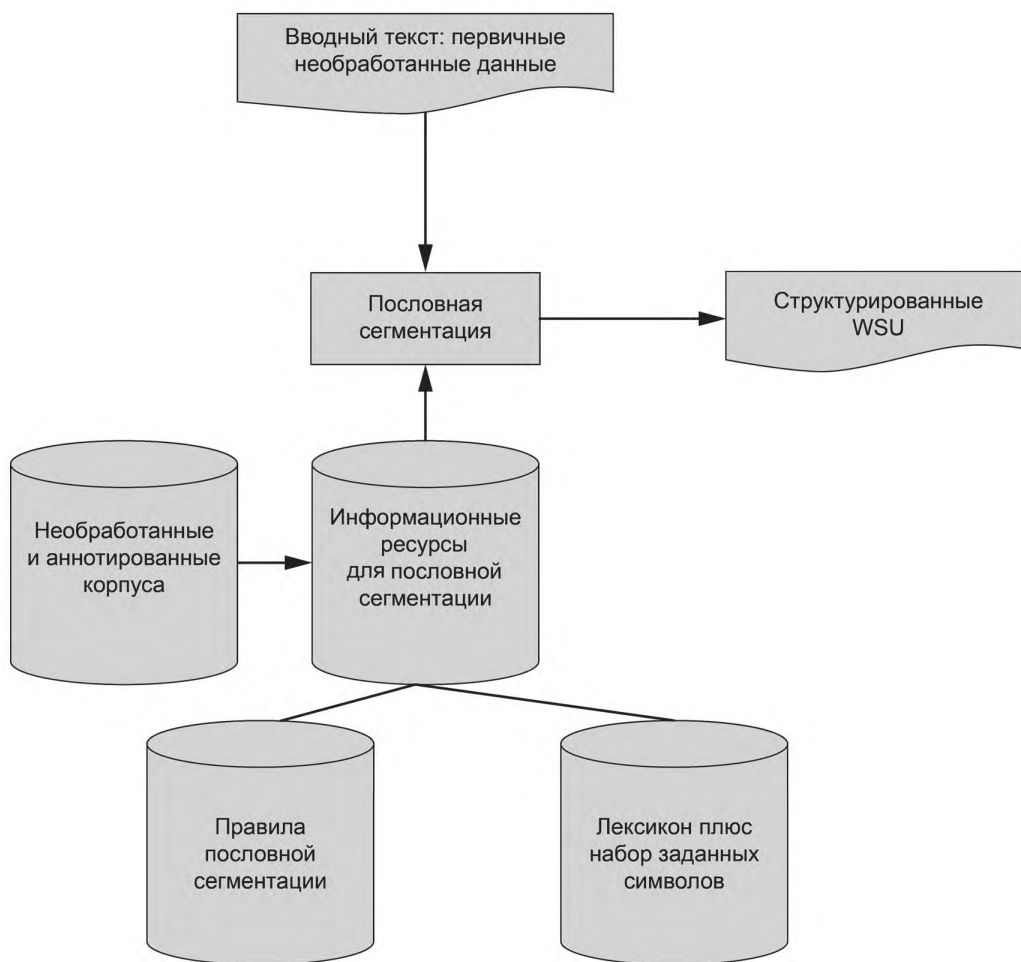 Вводный текст: первичные
необработанные данные
Пословная
сегментация
Структурированные
WSU
Необработанные
и аннотированные
корпуса
Информационные
ресурсы
для пословной
сегментации
Правила
пословной
сегментации
Лексикон плюс
набор заданных
символов